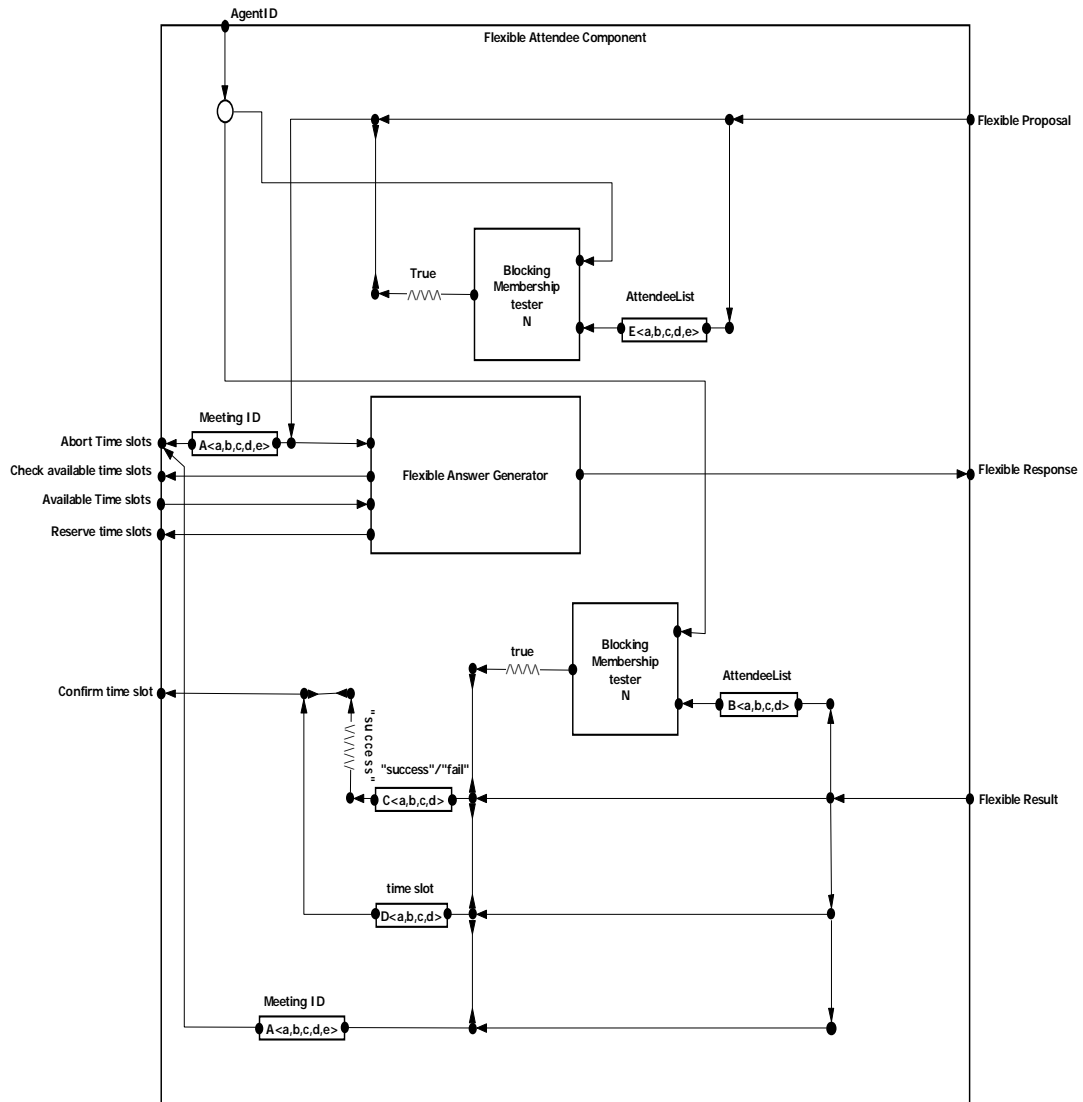 AgentID
Flexible Attendee Component
Flexible Proposal
True
Blocking
Membership
tester
N
AttendeeList
E<a,b,c,d,e>
Meeting ID
A<a,b,c,d,e>
Abort Time slots
Check available time slots
Available Time slots
Reserve time slots
Flexible Answer Generator
Flexible Response
true
Blocking
Membership
tester
N
AttendeeList
B<a,b,c,d>
Confirm time slot
"success"
"success"/"fail"
C<a,b,c,d>
Flexible Result
time slot
D<a,b,c,d>
Meeting ID
A<a,b,c,d,e>